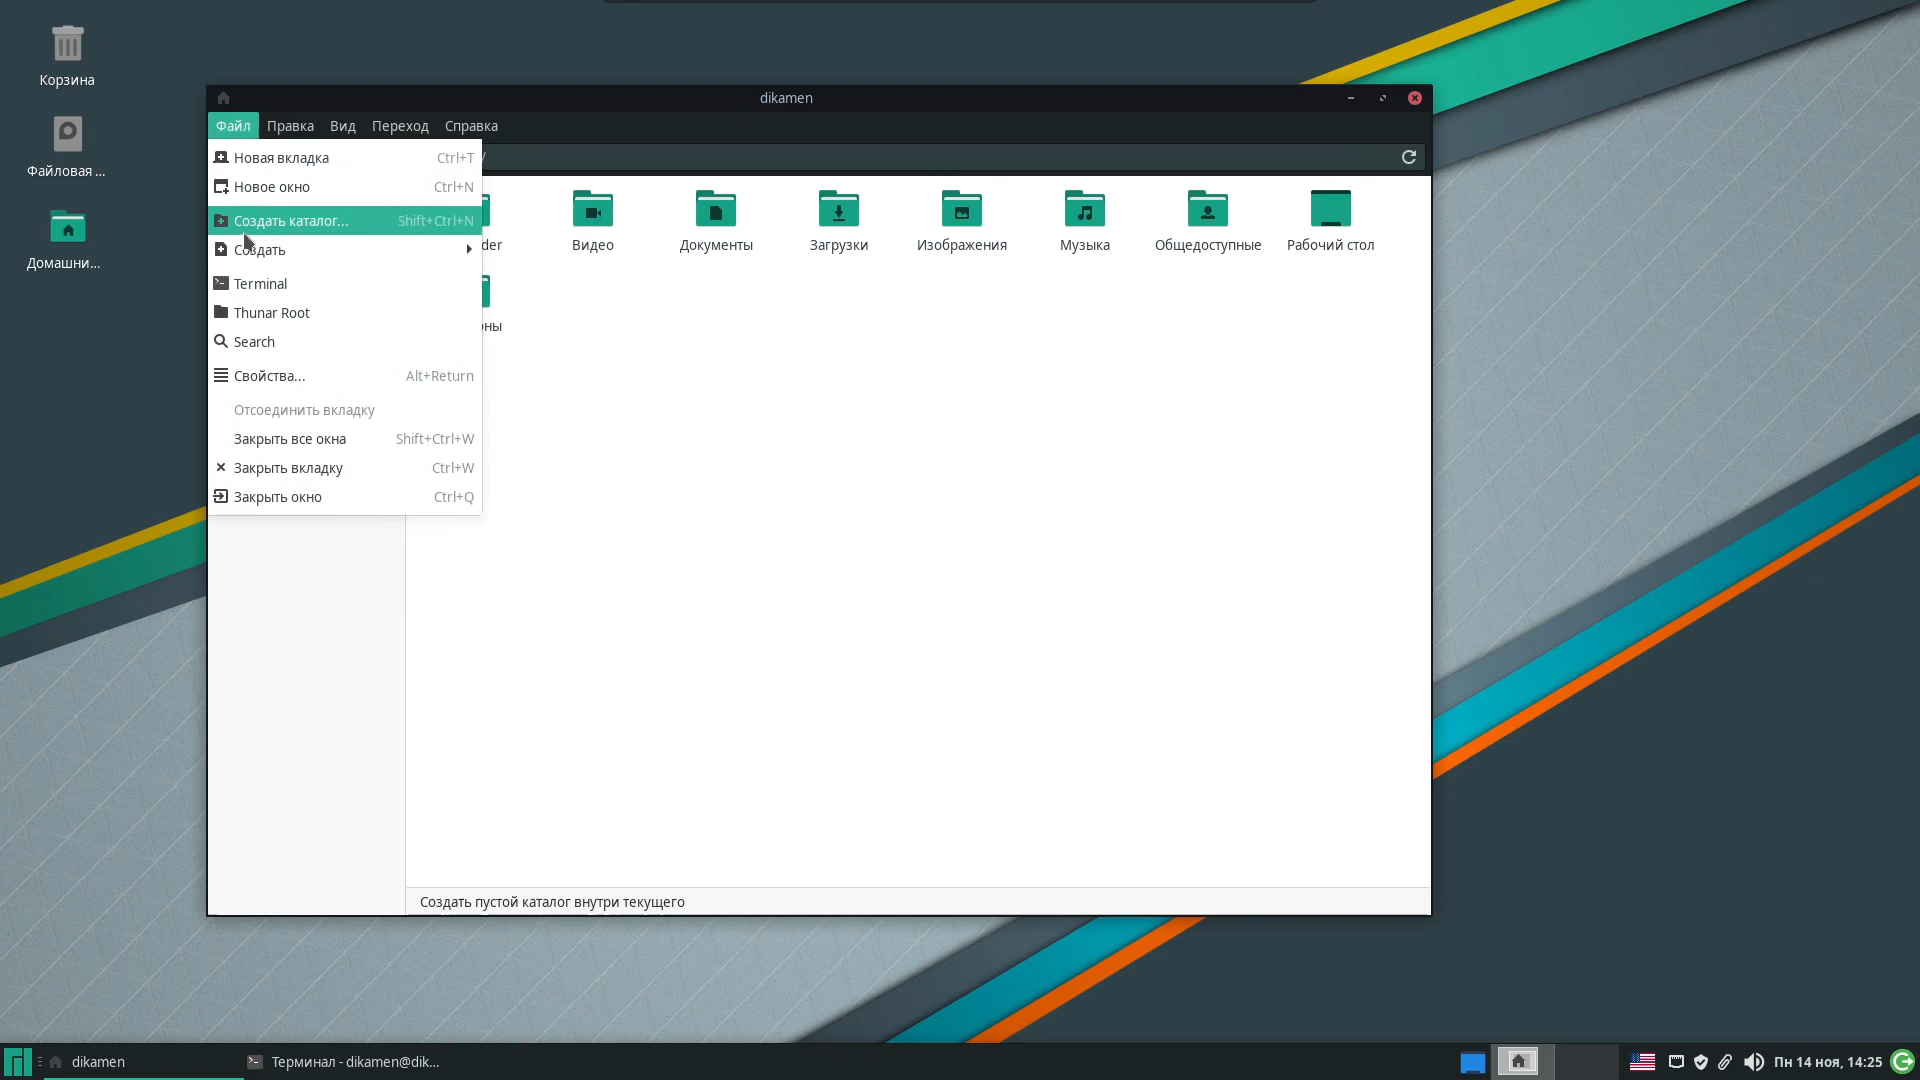 Корзина
Файловая ...
Домашни...
dikamen
Файл Правка Вид Переход Справка
/
Новая вкладка Ctrl+T
Новое окно Ctrl+N
Создать каталог... Shift+Ctrl+N
Создать
Terminal
Thunar Root
Search
Свойства... Alt+Return
Отсоединить вкладку
Закрыть все окна Shift+Ctrl+W
Закрыть вкладку Ctrl+W
Закрыть окно Ctrl+Q
der Видео Документы Загрузки Изображения Музыка Общедоступные Рабочий стол
оны
Создать пустой каталог внутри текущего
dikamen Терминал - dikamen@dik... Пн 14 ноя, 14:25